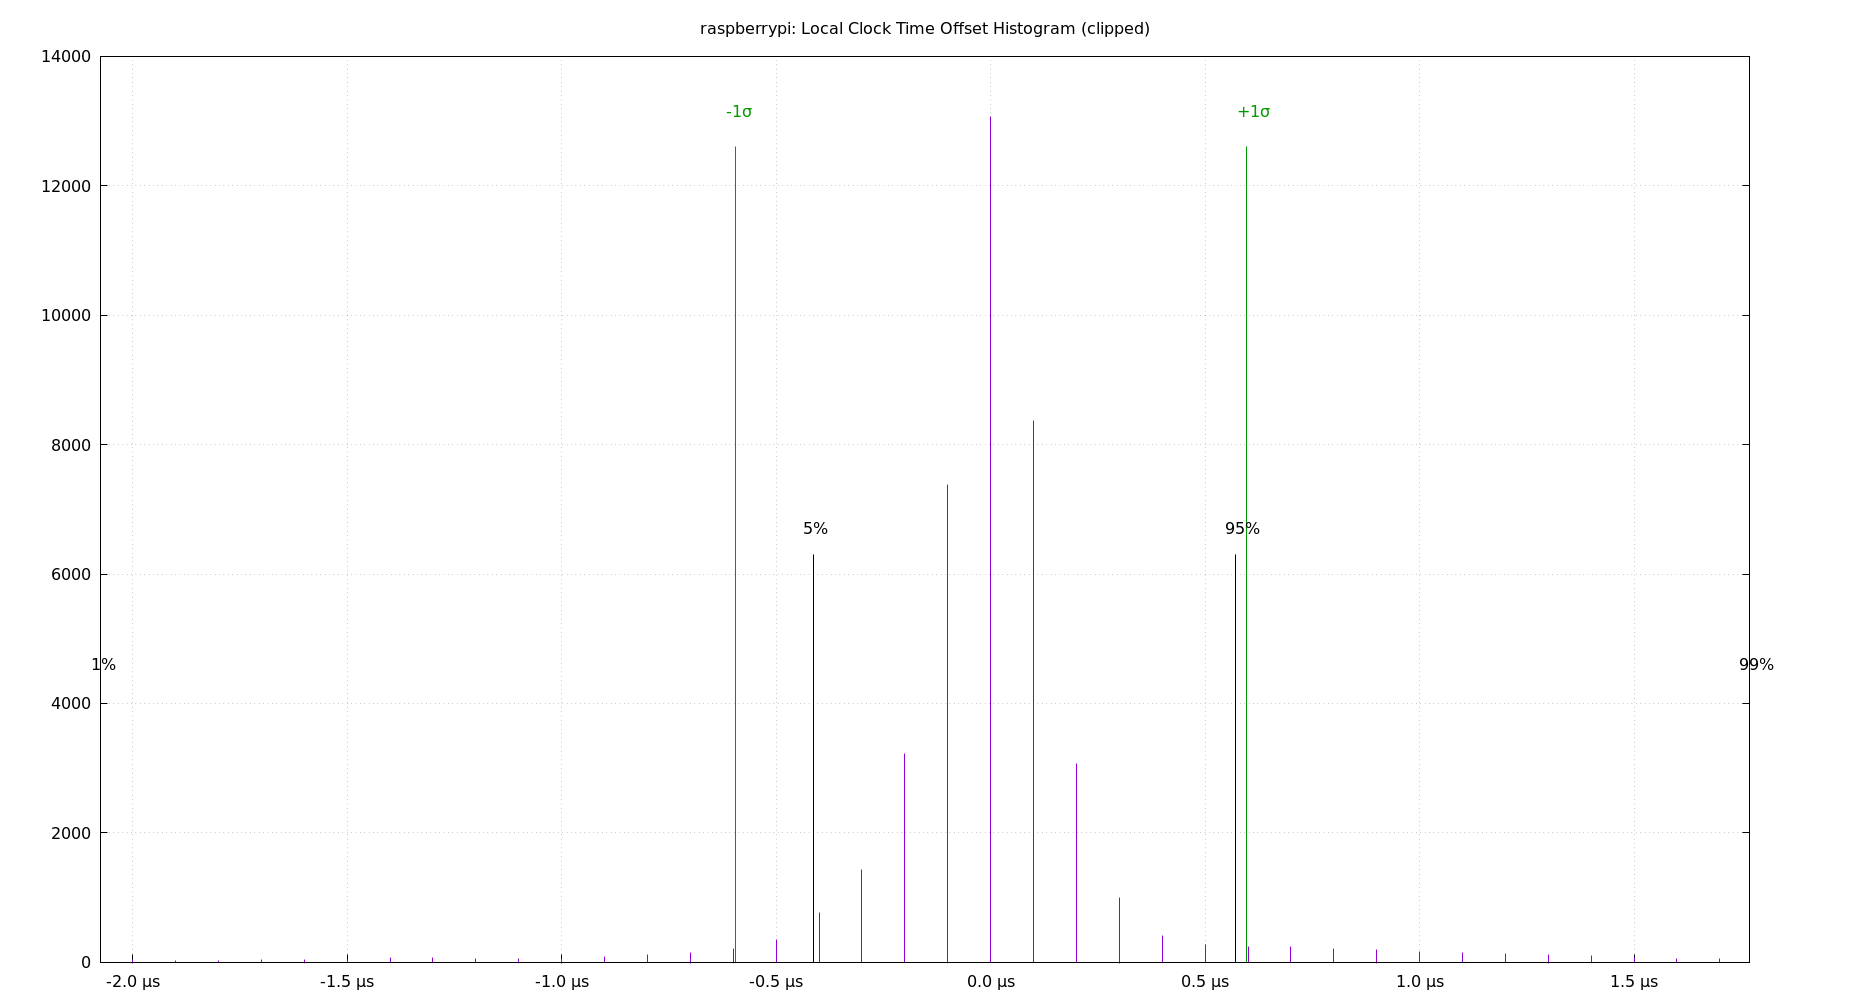 raspberrypi: Local Clock Time Offset Histogram (clipped)
14000
-1σ
+1σ
12000
10000
8000
5%
95%
6000
1%
99%
4000
2000
0
-2.0 µs
-1.5 µs
-1.0 µs
-0.5 µs
0.0 µs
0.5 µs
1.0 µs
1.5 µs